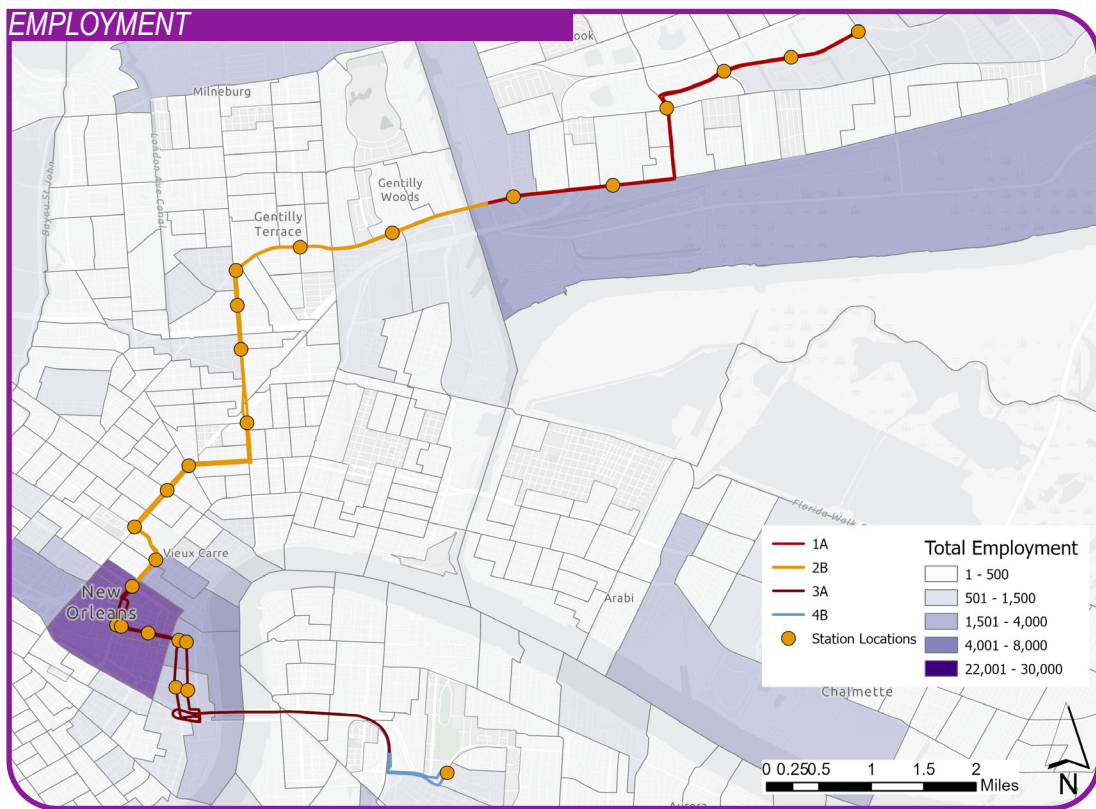 EMPLOYMENT
ook
Milneburg
London Ave Canal
Bayou St John
Gentilly
Woods
Gentilly
Terrace
Vieux Carre
New
Orleans
Florida Walk
Arabi
Chalmette
1A
2B
3A
4B
Station Locations
Total Employment
1 - 500
501 - 1,500
1,501 - 4,000
4,001 - 8,000
22,001 - 30,000
0 0.25 0.5 1 1.5 2
Miles
N